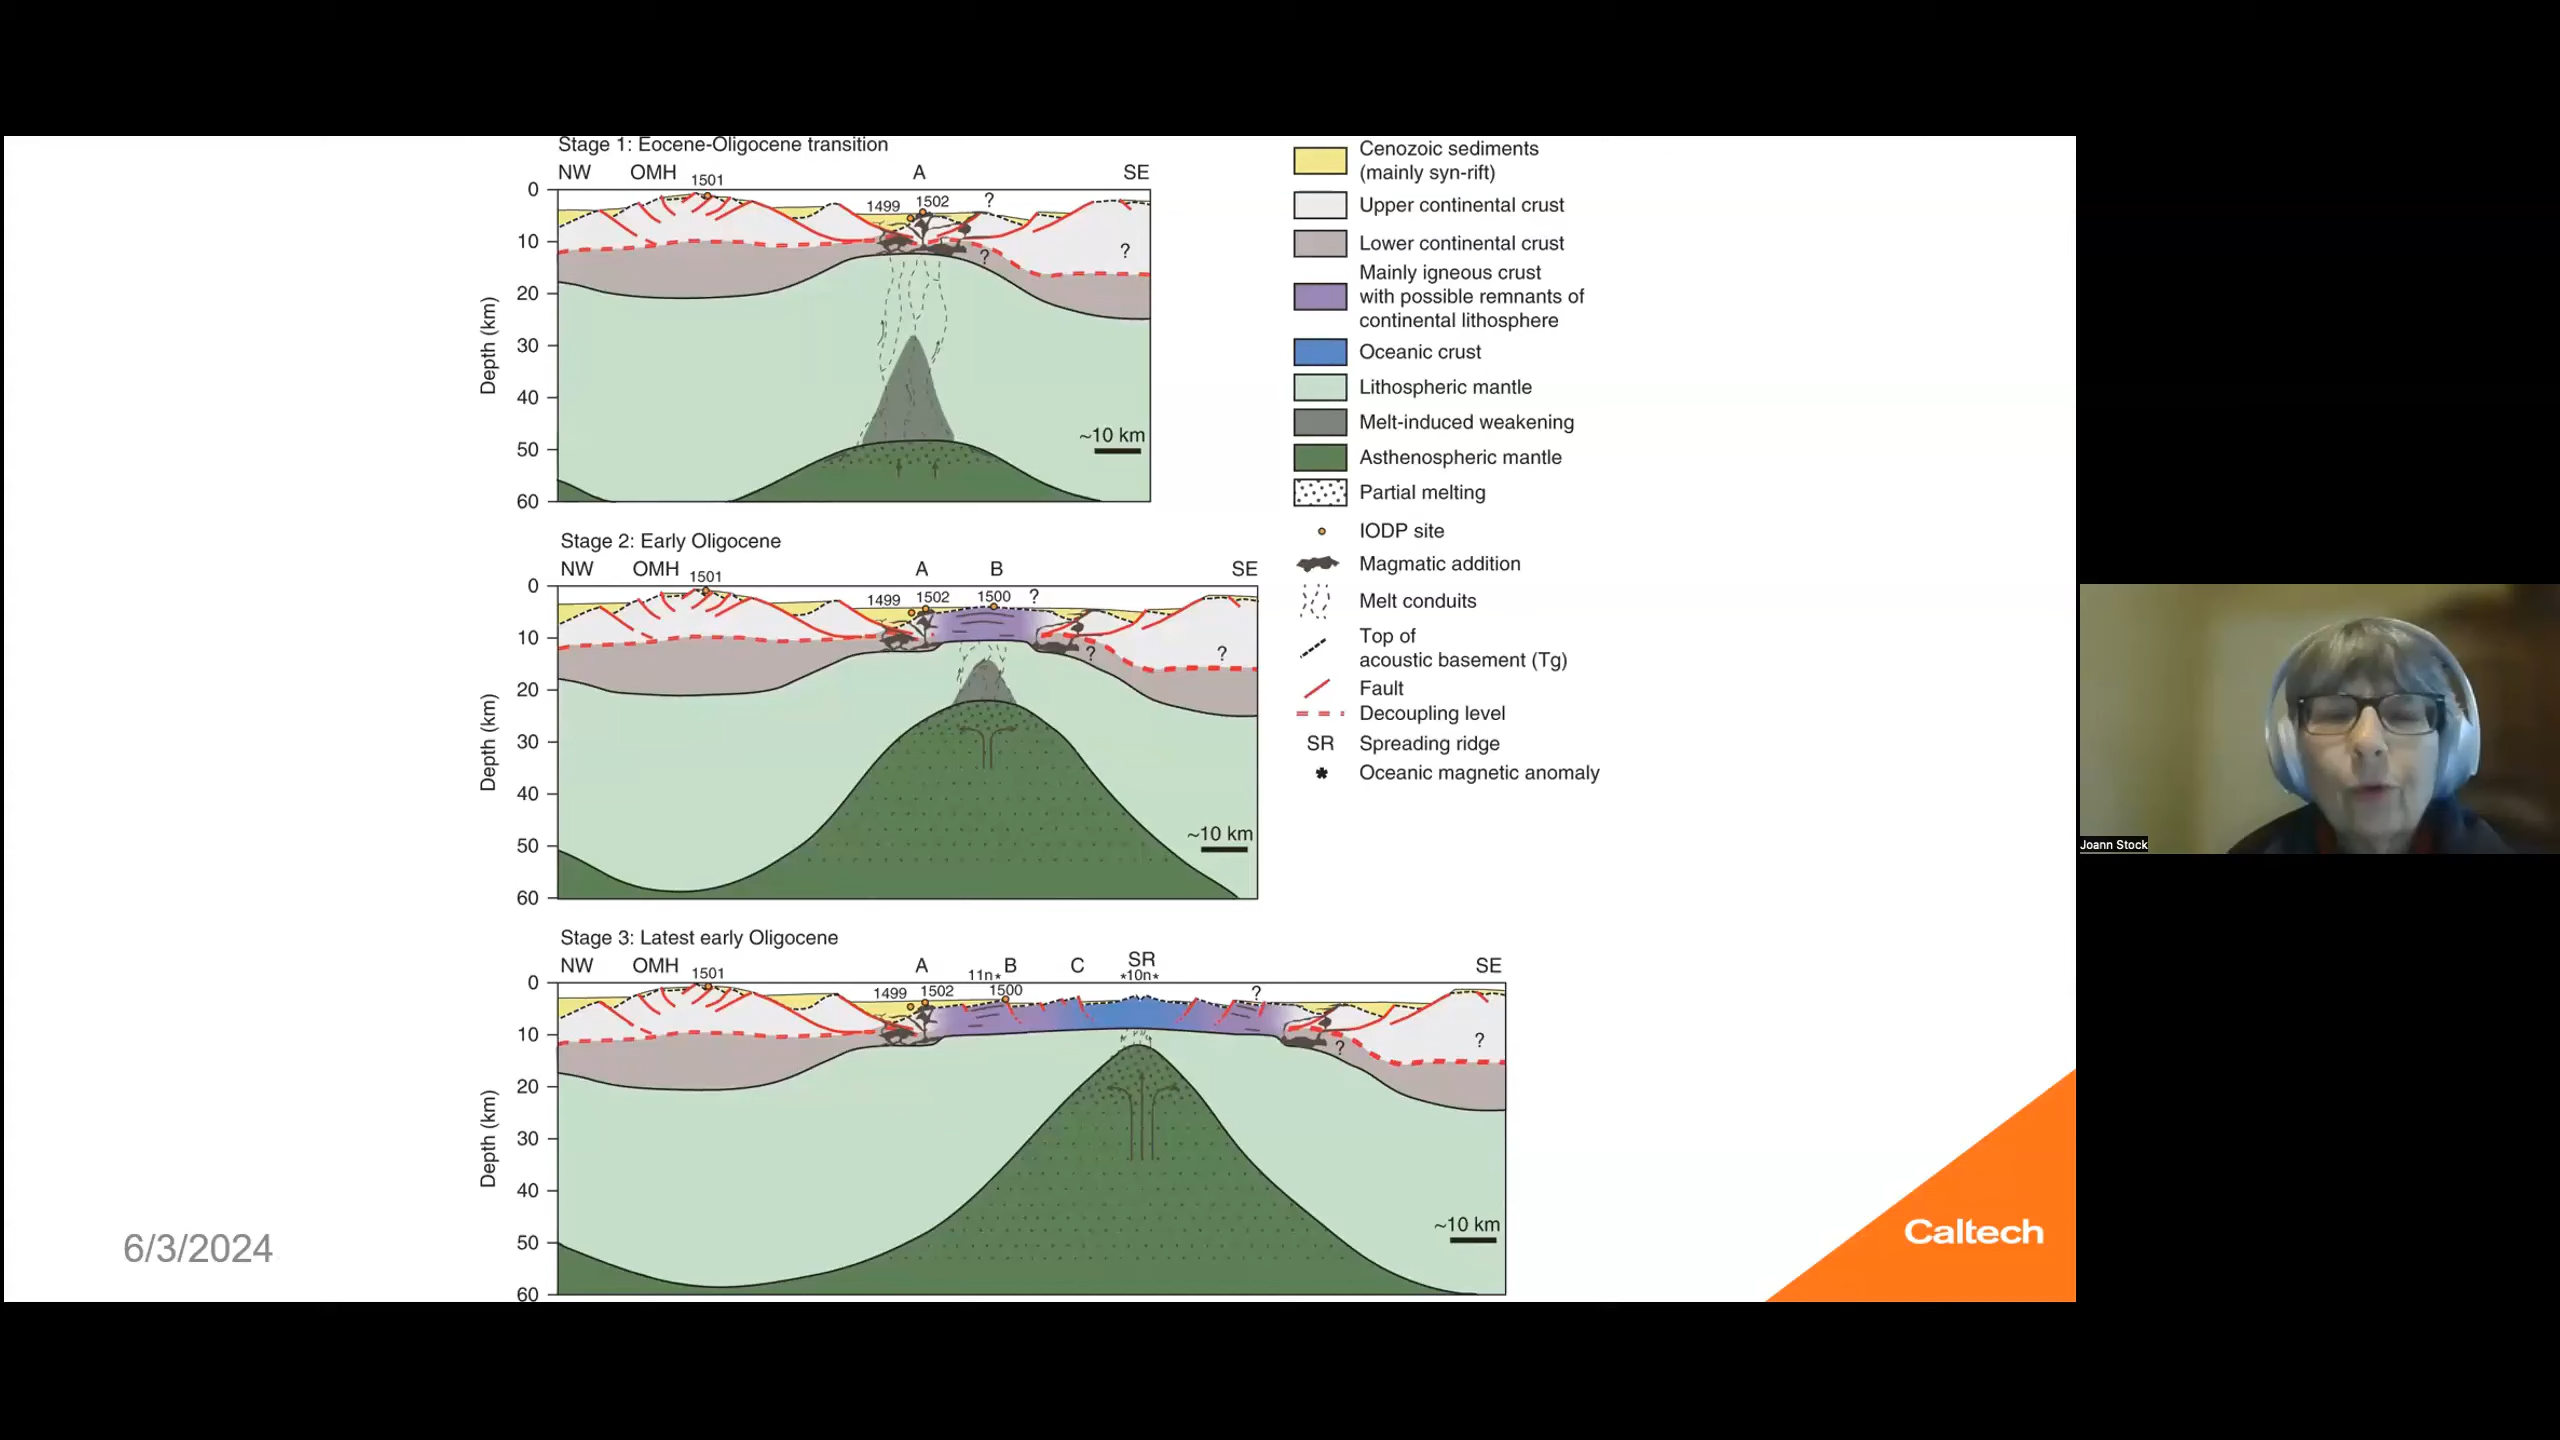 Stage 1: Eocene-Oligocene transition
NW OMH 1501 A SE
1499 1502 ?
? ?
0
10
20
30
40
50
60
Depth (km)
~10 km
Stage 2: Early Oligocene
NW OMH 1501 A B SE
1499 1502 1500 ?
? ?
0
10
20
30
40
50
60
Depth (km)
~10 km
Stage 3: Latest early Oligocene
NW OMH 1501 A 11n* B C SR SE
*10n*
1499 1502 1500 ?
? ?
0
10
20
30
40
50
60
Depth (km)
~10 km
Cenozoic sediments
(mainly syn-rift)
Upper continental crust
Lower continental crust
Mainly igneous crust
with possible remnants of
continental lithosphere
Oceanic crust
Lithospheric mantle
Melt-induced weakening
Asthenospheric mantle
Partial melting
IODP site
Magmatic addition
Melt conduits
Top of
acoustic basement (Tg)
Fault
Decoupling level
SR Spreading ridge
* Oceanic magnetic anomaly
6/3/2024
Caltech
Joann Stock